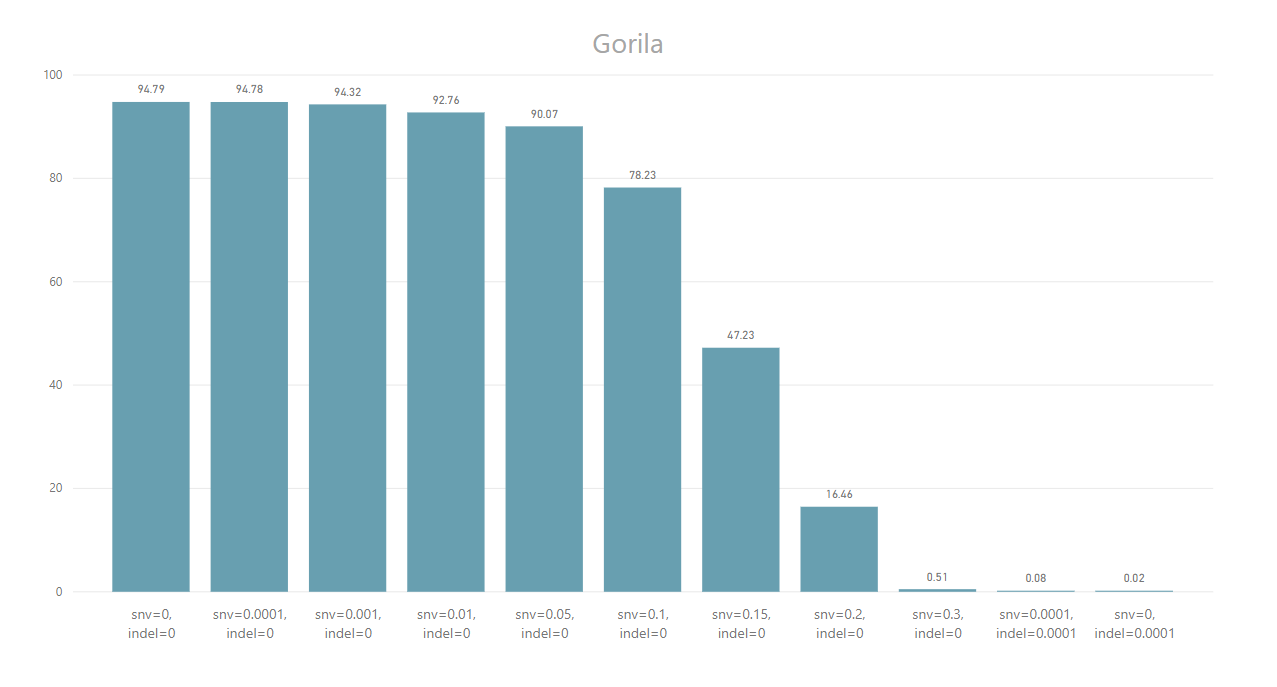 Gorila
100
80
60
40
20
0
94.79
94.78
94.32
92.76
90.07
78.23
47.23
16.46
0.51
0.08
0.02
snv=0,
indel=0
snv=0.0001,
indel=0
snv=0.001,
indel=0
snv=0.01,
indel=0
snv=0.05,
indel=0
snv=0.1,
indel=0
snv=0.15,
indel=0
snv=0.2,
indel=0
snv=0.3,
indel=0
snv=0.0001,
indel=0.0001
snv=0,
indel=0.0001